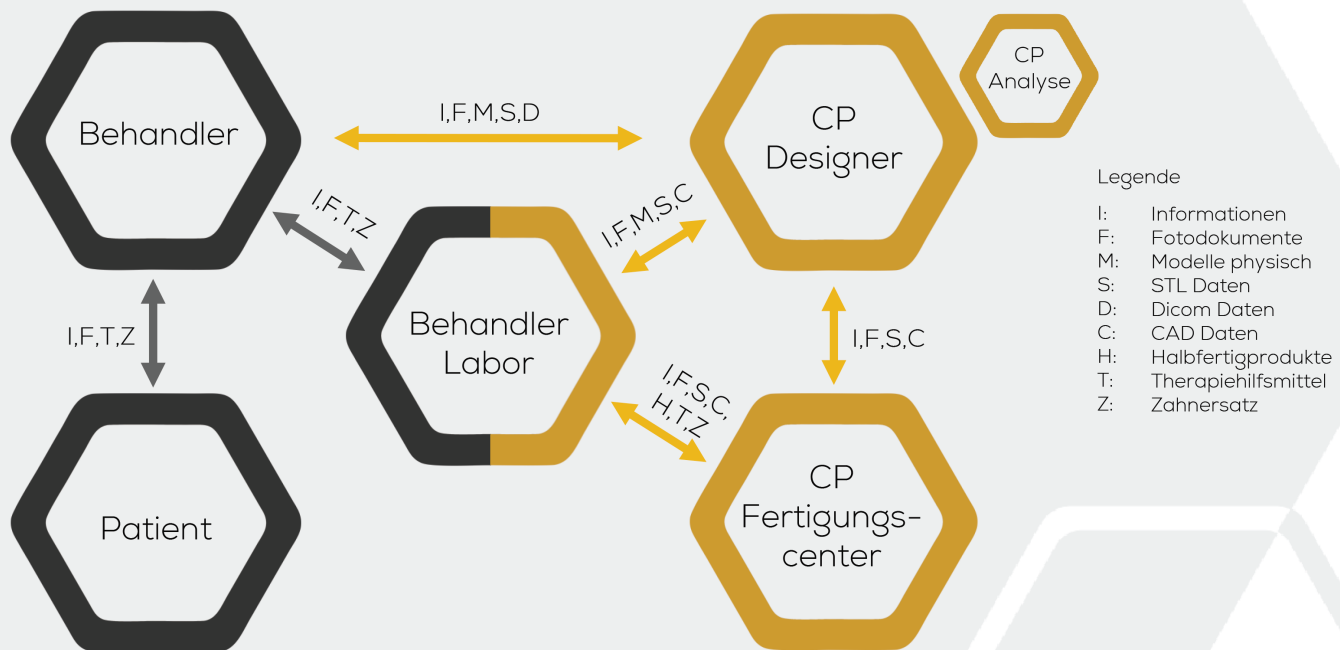 CP
Analyse
Behandler
I,F,M,S,D
CP
Designer
Legende
I: Informationen
F: Fotodokumente
M: Modelle physisch
S: STL Daten
D: Dicom Daten
C: CAD Daten
H: Halbfertigprodukte
T: Therapiehilfsmittel
Z: Zahnersatz
I,F,T,Z
I,F,M,S,C
Behandler
Labor
I,F,T,Z
I,F,S,C
I,F,S,C,
H,T,Z
Patient
CP
Fertigungs-
center